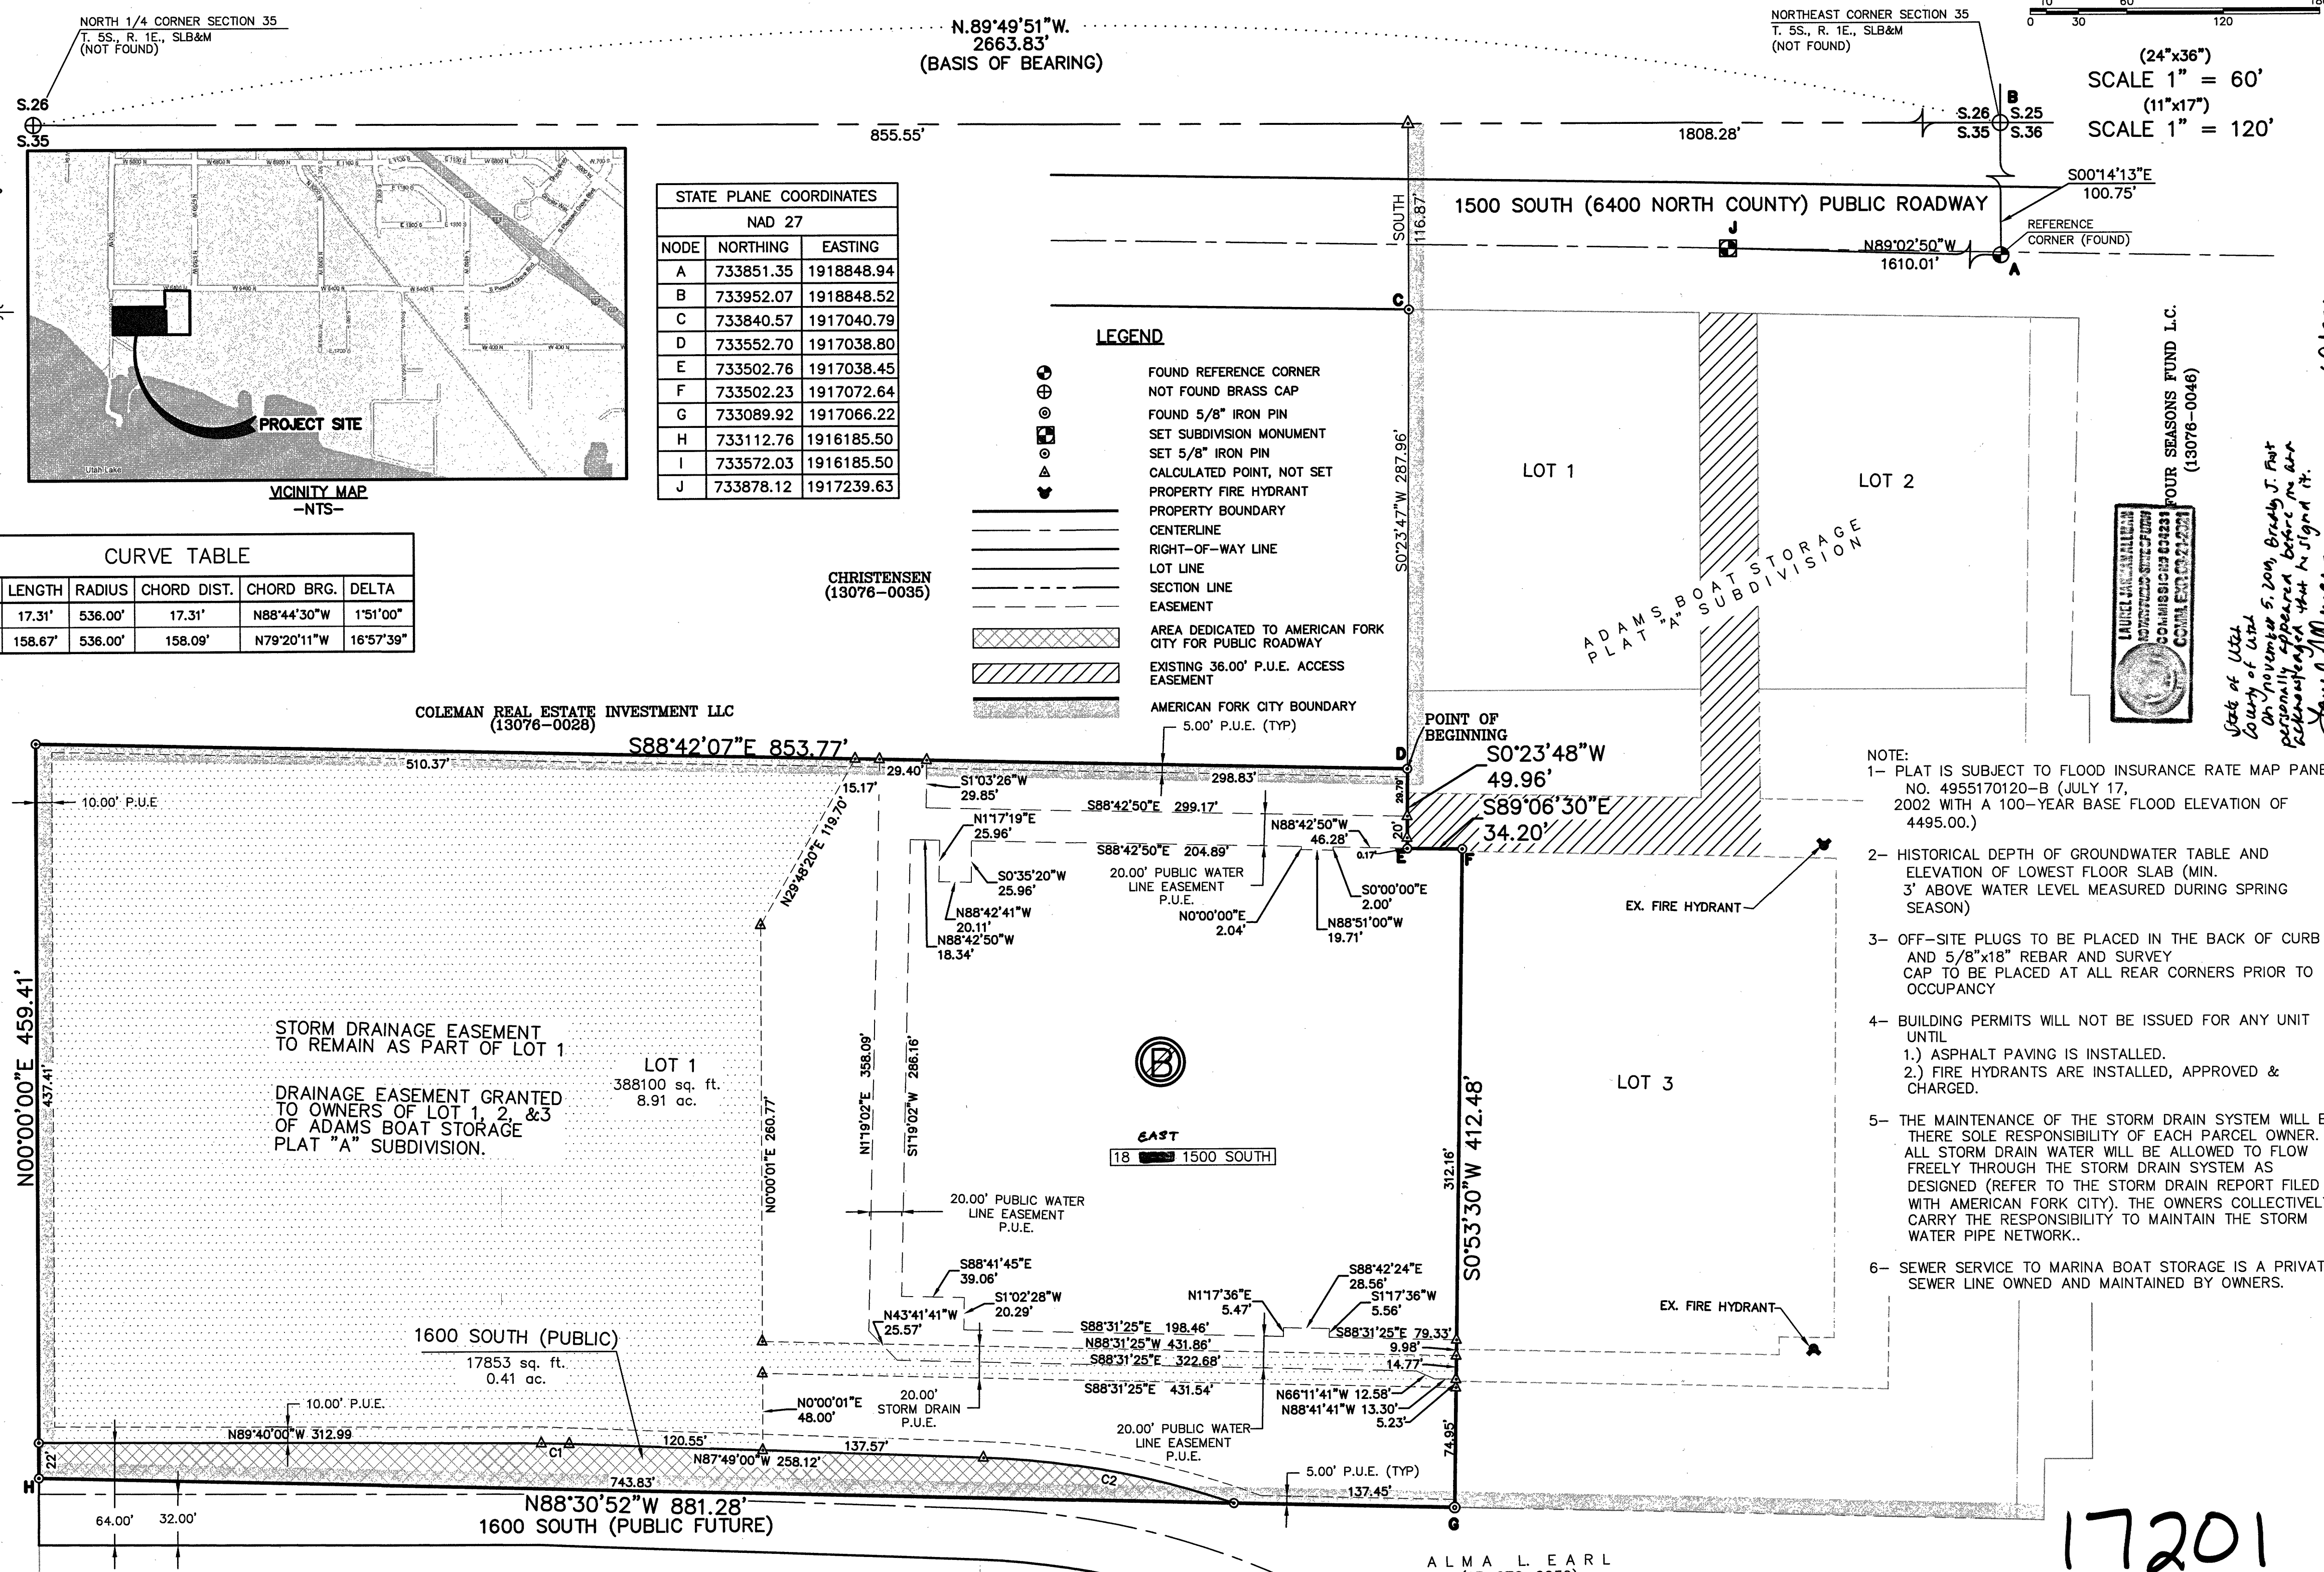 NORTH 1/4 CORNER SECTION 35
T. 5S., R. 1E., SLB&M
(NOT FOUND)
N.89°49'51"W.
2663.83'
(BASIS OF BEARING)
NORTHEAST CORNER SECTION 35
T. 5S., R. 1E., SLB&M
(NOT FOUND)
0 30 120
(24"x36")
SCALE 1" = 60'
(11"x17")
SCALE 1" = 120'
S.26
S.35
855.55'
1808.28'
B
S.26 S.25
S.35 S.36
S00°14'13"E
100.75'
REFERENCE
CORNER (FOUND)
A
SOUTH
116.87'
1500 SOUTH (6400 NORTH COUNTY) PUBLIC ROADWAY
J
N89°02'50"W
1610.01'
C
PROJECT SITE
Utah Lake
VICINITY MAP
-NTS-
STATE PLANE COORDINATES
NAD 27
NODE NORTHING EASTING
A 733851.35 1918848.94
B 733952.07 1918848.52
C 733840.57 1917040.79
D 733552.70 1917038.80
E 733502.76 1917038.45
F 733502.23 1917072.64
G 733089.92 1917066.22
H 733112.76 1916185.50
I 733572.03 1916185.50
J 733878.12 1917239.63
LEGEND
FOUND REFERENCE CORNER
NOT FOUND BRASS CAP
FOUND 5/8" IRON PIN
SET SUBDIVISION MONUMENT
SET 5/8" IRON PIN
CALCULATED POINT, NOT SET
PROPERTY FIRE HYDRANT
PROPERTY BOUNDARY
CENTERLINE
RIGHT-OF-WAY LINE
LOT LINE
SECTION LINE
EASEMENT
AREA DEDICATED TO AMERICAN FORK
CITY FOR PUBLIC ROADWAY
EXISTING 36.00' P.U.E. ACCESS
EASEMENT
AMERICAN FORK CITY BOUNDARY
CURVE TABLE
LENGTH RADIUS CHORD DIST. CHORD BRG. DELTA
17.31' 536.00' 17.31' N88°44'30"W 1°51'00"
158.67' 536.00' 158.09' N79°20'11"W 16°57'39"
CHRISTENSEN
(13076-0035)
S0°23'47"W 287.96'
LOT 1
LOT 2
ADAMS BOAT STORAGE
PLAT "A" SUBDIVISION
FOUR SEASONS FUND L.C.
(13076-0046)
COMM. EXP. 03-21-2021
State of Utah
County of Utah
COLEMAN REAL ESTATE INVESTMENT LLC
(13076-0028)
S88°42'07"E 853.77'
510.37'
29.40'
298.83'
5.00' P.U.E. (TYP)
D
POINT OF
BEGINNING
S0°23'48"W
49.96'
S89°06'30"E
34.20'
29.79'
20'
0.17'
E
F
10.00' P.U.E
15.17'
N29°48'20"E 119.70'
S1°03'26"W
29.85'
S88°42'50"E 299.17'
N1°17'19"E
25.96'
S88°42'50"E 204.89'
N88°42'50"W
46.28'
S0°35'20"W
25.96'
N88°42'41"W
20.11'
N88°42'50"W
18.34'
20.00' PUBLIC WATER
LINE EASEMENT
P.U.E.
N0°00'00"E
2.04'
S0°00'00"E
2.00'
N88°51'00"W
19.71'
EX. FIRE HYDRANT
N00°00'00"E 459.41'
437.41'
STORM DRAINAGE EASEMENT
TO REMAIN AS PART OF LOT 1
DRAINAGE EASEMENT GRANTED
TO OWNERS OF LOT 1, 2, &3
OF ADAMS BOAT STORAGE
PLAT "A" SUBDIVISION.
LOT 1
388100 sq. ft.
8.91 ac.
N0°00'01"E 260.77'
N1°19'02"E 358.09'
S1°19'02"W 286.16'
B
EAST
18 1500 SOUTH
20.00' PUBLIC WATER
LINE EASEMENT
P.U.E.
LOT 3
S0°53'30"W 412.48'
312.16'
S88°41'45"E
39.06'
S1°02'28"W
20.29'
N43°41'41"W
25.57'
S88°42'24"E
28.56'
N1°17'36"E
5.47'
S1°17'36"W
5.56'
S88°31'25"E 198.46'
S88°31'25"E 79.33'
N88°31'25"W 431.86'
9.98'
S88°31'25"E 322.68'
14.77'
S88°31'25"E 431.54'
N66°11'41"W 12.58'
N88°41'41"W 13.30'
5.23'
EX. FIRE HYDRANT
1600 SOUTH (PUBLIC)
17853 sq. ft.
0.41 ac.
10.00' P.U.E.
N0°00'01"E
48.00'
20.00'
STORM DRAIN
P.U.E.
20.00' PUBLIC WATER
LINE EASEMENT
P.U.E.
74.95'
N89°40'00"W 312.99
C1
120.55'
N87°49'00"W 258.12'
137.57'
C2
5.00' P.U.E. (TYP)
137.45'
22'
H
743.83'
N88°30'52"W 881.28'
1600 SOUTH (PUBLIC FUTURE)
64.00'
32.00'
G
ALMA L. EARL
NOTE:
1- PLAT IS SUBJECT TO FLOOD INSURANCE RATE MAP PANE
NO. 4955170120-B (JULY 17,
2002 WITH A 100-YEAR BASE FLOOD ELEVATION OF
4495.00.)
2- HISTORICAL DEPTH OF GROUNDWATER TABLE AND
ELEVATION OF LOWEST FLOOR SLAB (MIN.
3' ABOVE WATER LEVEL MEASURED DURING SPRING
SEASON)
3- OFF-SITE PLUGS TO BE PLACED IN THE BACK OF CURB
AND 5/8"x18" REBAR AND SURVEY
CAP TO BE PLACED AT ALL REAR CORNERS PRIOR TO
OCCUPANCY
4- BUILDING PERMITS WILL NOT BE ISSUED FOR ANY UNIT
UNTIL
1.) ASPHALT PAVING IS INSTALLED.
2.) FIRE HYDRANTS ARE INSTALLED, APPROVED &
CHARGED.
5- THE MAINTENANCE OF THE STORM DRAIN SYSTEM WILL B
THERE SOLE RESPONSIBILITY OF EACH PARCEL OWNER.
ALL STORM DRAIN WATER WILL BE ALLOWED TO FLOW
FREELY THROUGH THE STORM DRAIN SYSTEM AS
DESIGNED (REFER TO THE STORM DRAIN REPORT FILED
WITH AMERICAN FORK CITY). THE OWNERS COLLECTIVEL
CARRY THE RESPONSIBILITY TO MAINTAIN THE STORM
WATER PIPE NETWORK..
6- SEWER SERVICE TO MARINA BOAT STORAGE IS A PRIVAT
SEWER LINE OWNED AND MAINTAINED BY OWNERS.
17201